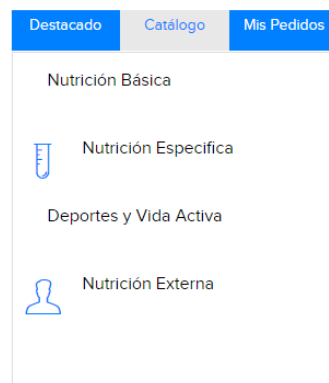 Destacado Catálogo Mis Pedidos
Nutrición Básica
Nutrición Especifica
Deportes y Vida Activa
Nutrición Externa